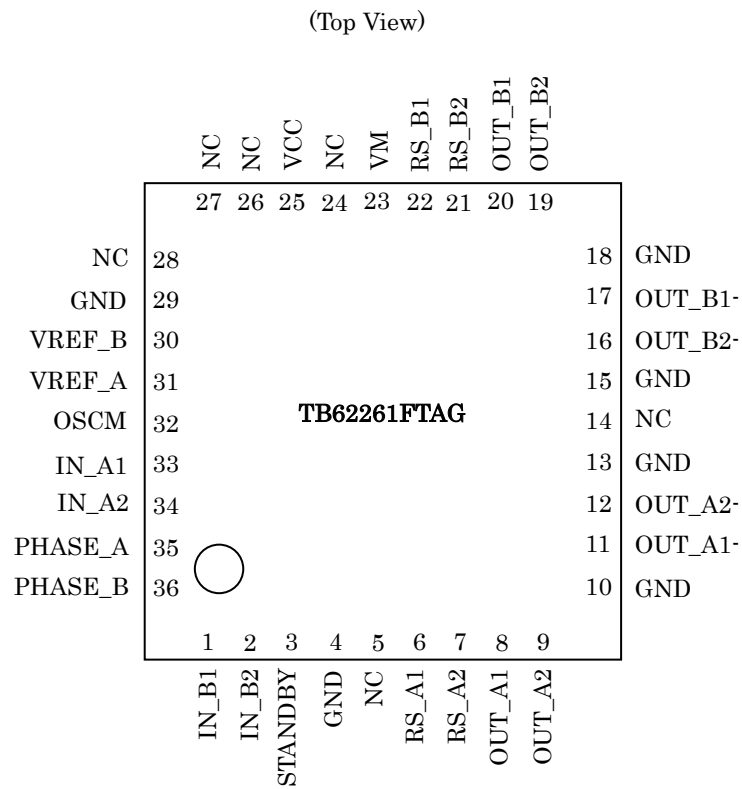 (Top View)
NC
NC
VCC
NC
VM
RS_B1
RS_B2
OUT_B1
OUT_B2
27 26 25 24 23 22 21 20 19
NC 28
GND 29
VREF_B 30
VREF_A 31
OSCM 32
IN_A1 33
IN_A2 34
PHASE_A 35
PHASE_B 36
TB62261FTAG
18 GND
17 OUT_B1-
16 OUT_B2-
15 GND
14 NC
13 GND
12 OUT_A2-
11 OUT_A1-
10 GND
1 2 3 4 5 6 7 8 9
IN_B1
IN_B2
STANDBY
GND
NC
RS_A1
RS_A2
OUT_A1
OUT_A2